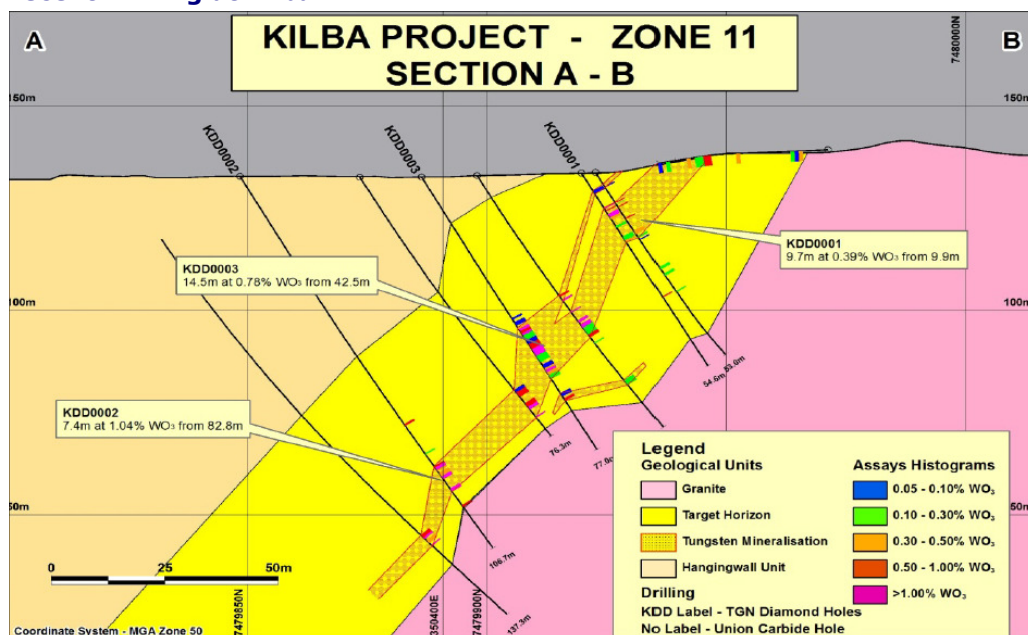 A
KILBA PROJECT - ZONE 11
SECTION A - B
B
7480000N
150m
KDD0002
KDD0003
KDD0001
KDD0001
9.7m at 0.39% WO₃ from 9.9m
KDD0003
14.5m at 0.78% WO₃ from 42.5m
100m
100m
54.6m
53.0m
KDD0002
7.4m at 1.04% WO₃ from 82.8m
76.3m
50m
106.7m
137.3m
0 25 50m
7479850N
350400E
7479900N
Coordinate System - MGA Zone 50
Legend
Geological Units
Granite
Target Horizon
Tungsten Mineralisation
Hangingwall Unit
Drilling
KDD Label - TGN Diamond Holes
No Label - Union Carbide Hole
Assays Histograms
0.05 - 0.10% WO₃
0.10 - 0.30% WO₃
0.30 - 0.50% WO₃
0.50 - 1.00% WO₃
>1.00% WO₃